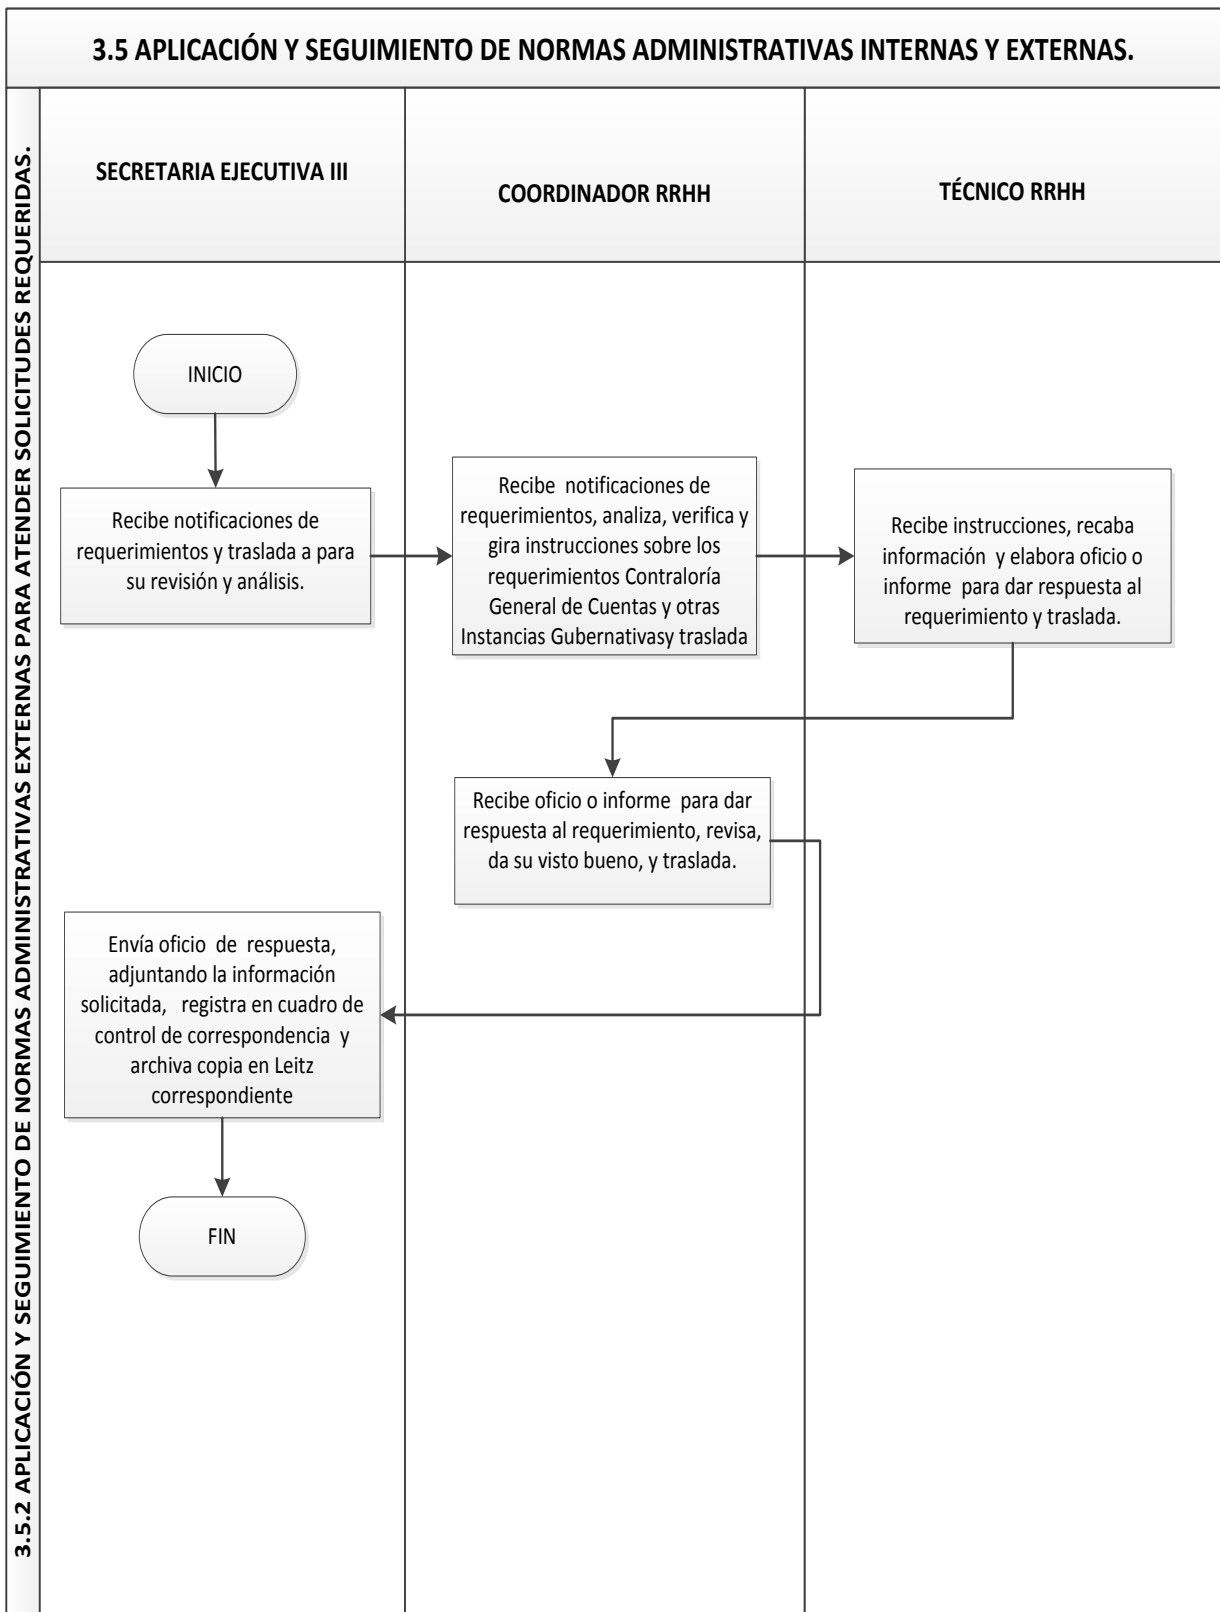 3.5 APLICACIÓN Y SEGUIMIENTO DE NORMAS ADMINISTRATIVAS INTERNAS Y EXTERNAS.
3.5.2 APLICACIÓN Y SEGUIMIENTO DE NORMAS ADMINISTRATIVAS EXTERNAS PARA ATENDER SOLICITUDES REQUERIDAS.
SECRETARIA EJECUTIVA III
COORDINADOR RRHH
TÉCNICO RRHH
INICIO
Recibe notificaciones de
requerimientos y traslada a para
su revisión y análisis.
Recibe notificaciones de
requerimientos, analiza, verifica y
gira instrucciones sobre los
requerimientos Contraloría
General de Cuentas y otras
Instancias Gubernativasy traslada
Recibe instrucciones, recaba
información y elabora oficio o
informe para dar respuesta al
requerimiento y traslada.
Recibe oficio o informe para dar
respuesta al requerimiento, revisa,
da su visto bueno, y traslada.
Envía oficio de respuesta,
adjuntando la información
solicitada, registra en cuadro de
control de correspondencia y
archiva copia en Leitz
correspondiente
FIN